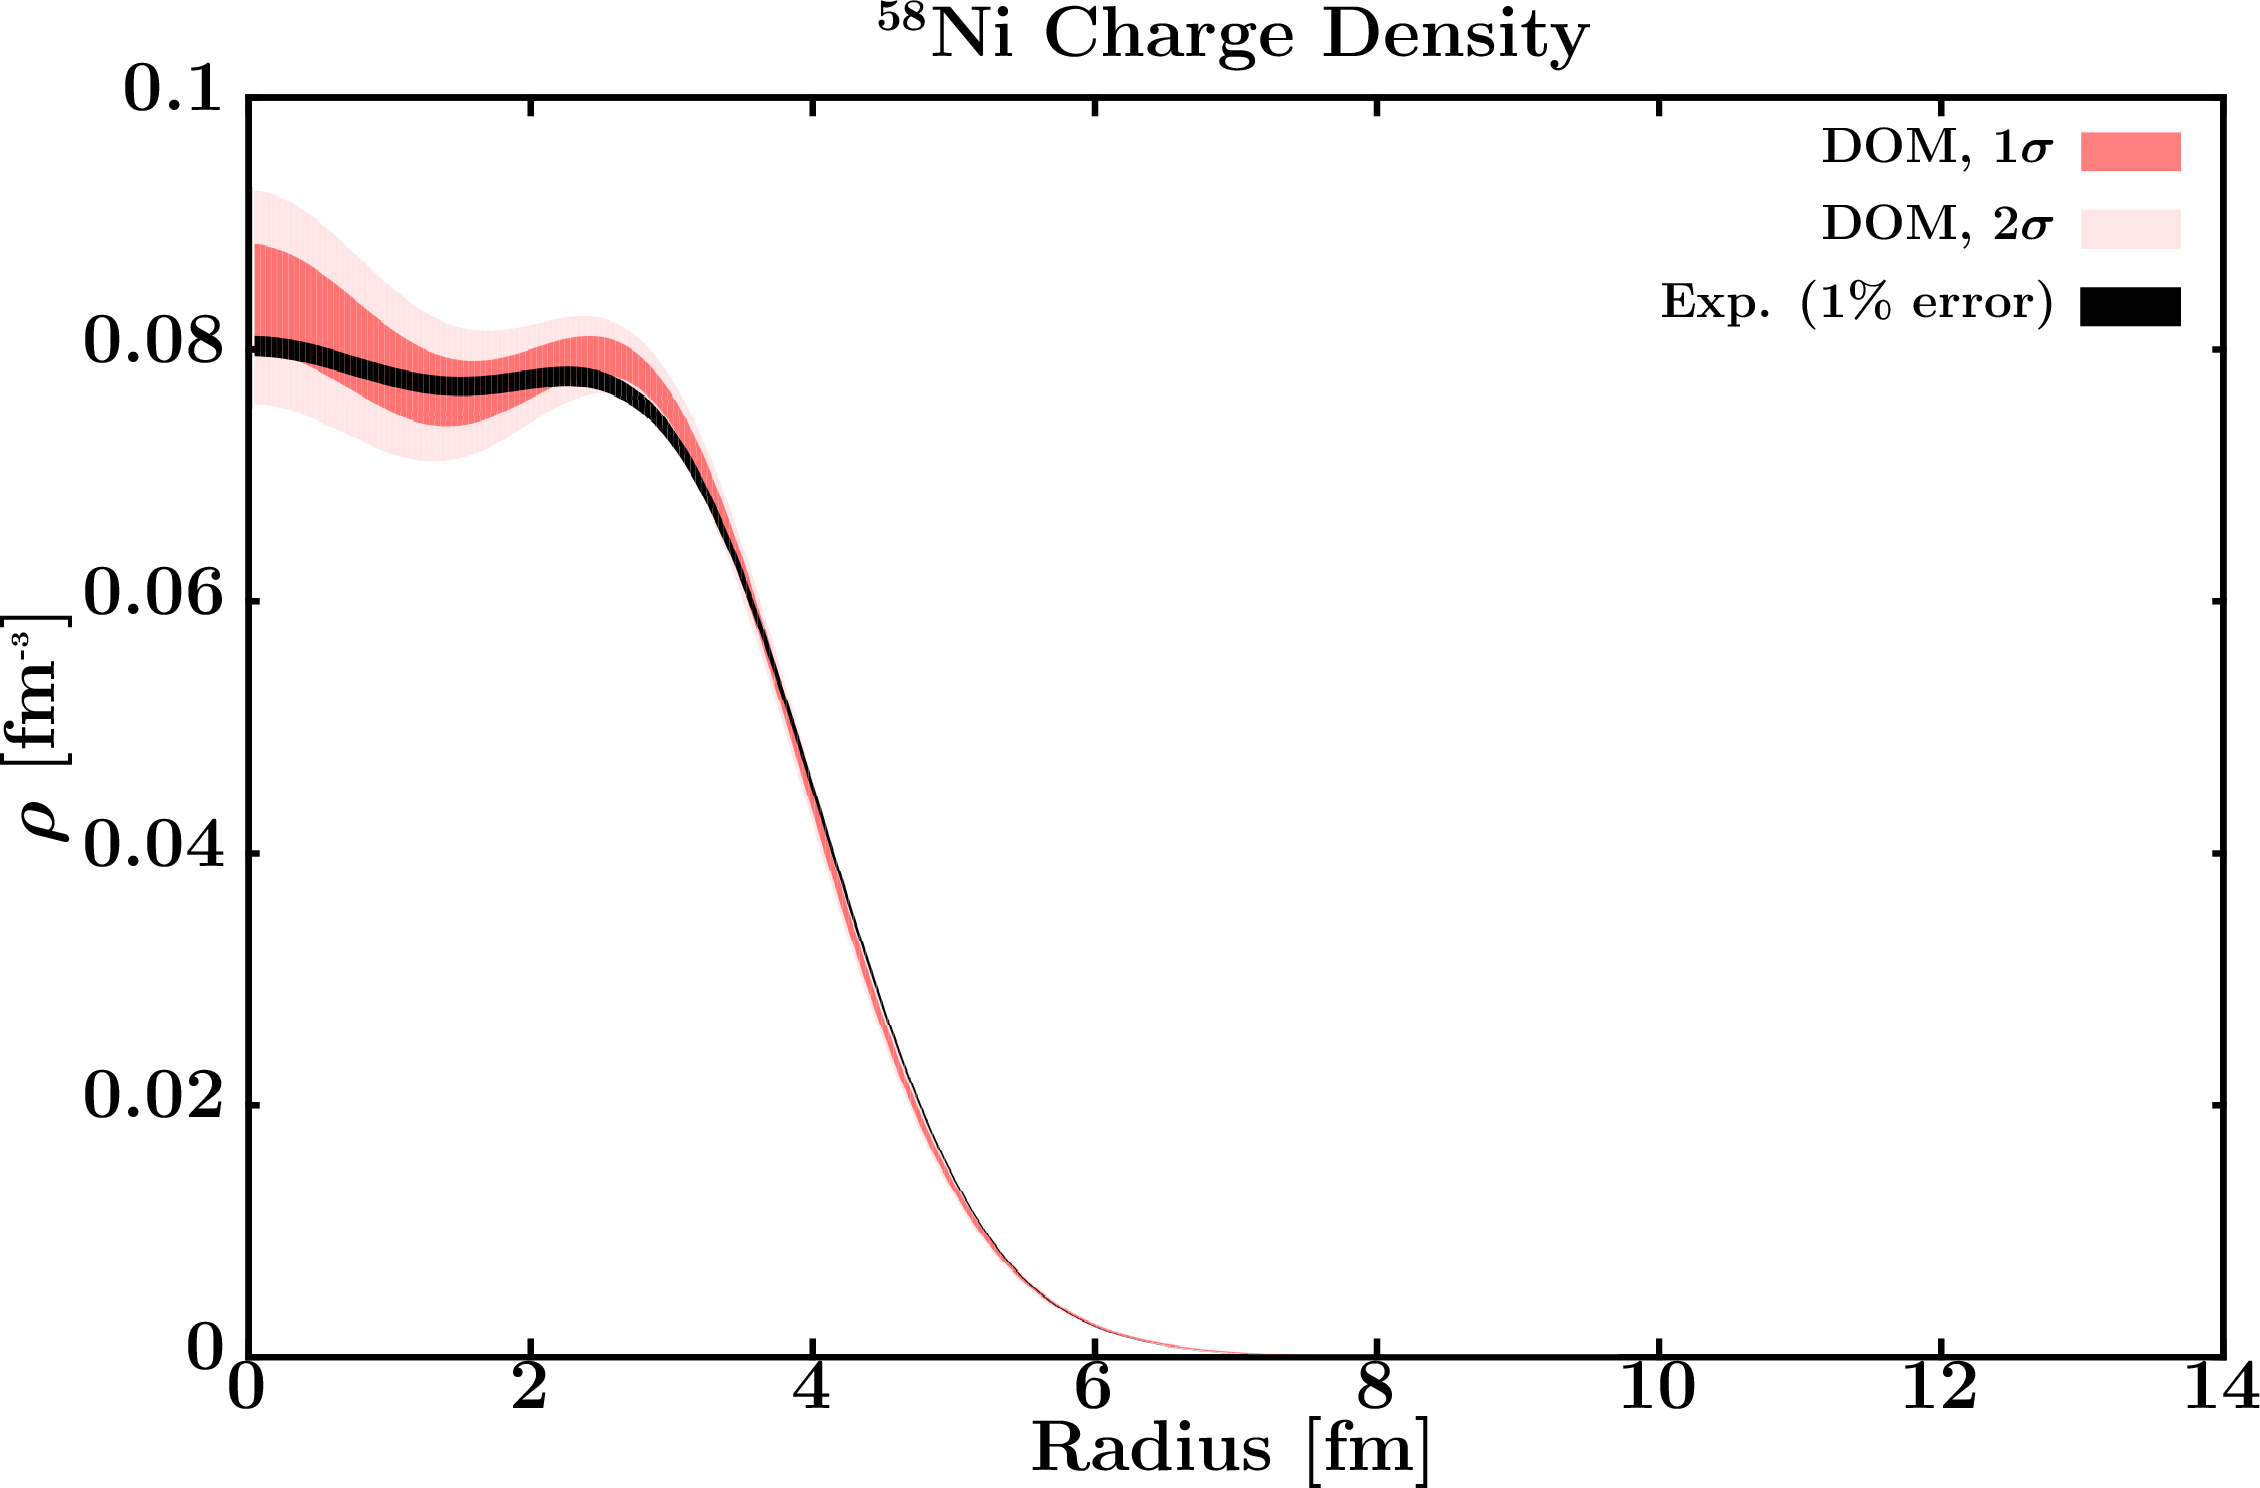 ⁵⁸Ni Charge Density
0.1
0.08
0.06
0.04
0.02
0
ρ [fm⁻³]
DOM, 1σ
DOM, 2σ
Exp. (1% error)
0 2 4 6 8 10 12 14
Radius [fm]